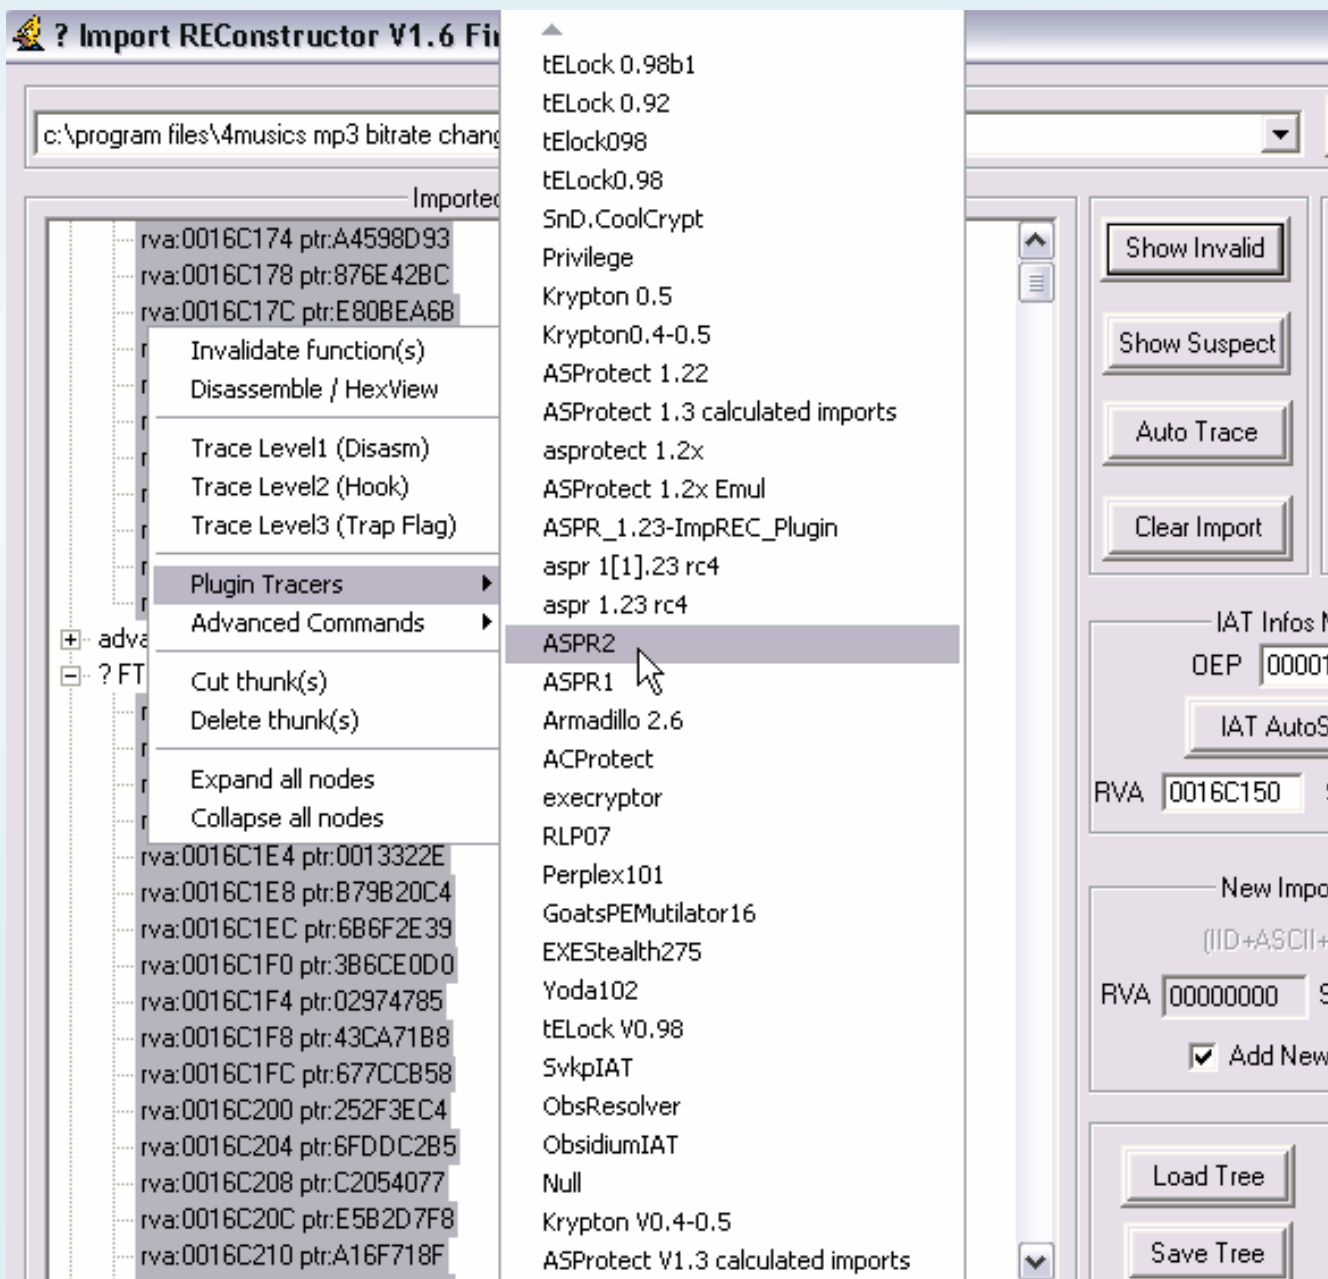 ? Import REConstructor V1.6
c:\program files\4musics mp3 bitrate
Imported
rva:0016C174 ptr:A4598D93
rva:0016C178 ptr:876E42BC
rva:0016C17C ptr:E80BEA6B
Invalidate function(s)
Disassemble / HexView
Trace Level1 (Disasm)
Trace Level2 (Hook)
Trace Level3 (Trap Flag)
Plugin Tracers
Advanced Commands
Cut thunk(s)
Delete thunk(s)
Expand all nodes
Collapse all nodes
? FT
rva:0016C1E4 ptr:0013322E
rva:0016C1E8 ptr:B79B20C4
rva:0016C1EC ptr:6B6F2E39
rva:0016C1F0 ptr:3B6CE0D0
rva:0016C1F4 ptr:02974785
rva:0016C1F8 ptr:43CA71B8
rva:0016C1FC ptr:677CCB58
rva:0016C200 ptr:252F3EC4
rva:0016C204 ptr:6FDDC2B5
rva:0016C208 ptr:C2054077
rva:0016C20C ptr:E5B2D7F8
rva:0016C210 ptr:A16F718F
tELock 0.98b1
tELock 0.92
tElock098
tELock0.98
SnD.CoolCrypt
Privilege
Krypton 0.5
Krypton0.4-0.5
ASProtect 1.22
ASProtect 1.3 calculated imports
asprotect 1.2x
ASProtect 1.2x Emul
ASPR_1.23-ImpREC_Plugin
aspr 1[1].23 rc4
aspr 1.23 rc4
ASPR2
ASPR1
Armadillo 2.6
ACProtect
execryptor
RLP07
Perplex101
GoatsPEMutilator16
EXEStealth275
Yoda102
tELock V0.98
SvkpIAT
ObsResolver
ObsidiumIAT
Null
Krypton V0.4-0.5
ASProtect V1.3 calculated imports
Show Invalid
Show Suspect
Auto Trace
Clear Import
IAT Infos
OEP 00001
IAT AutoS
RVA 0016C150
New Impo
(IID+ASCII+
RVA 00000000
Add New
Load Tree
Save Tree